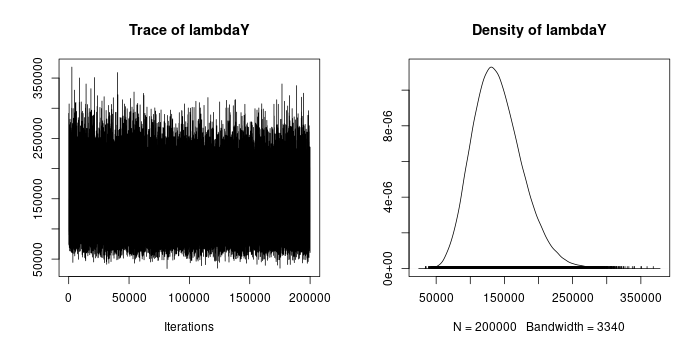 Trace of lambdaY
350000
250000
150000
50000
0
50000
100000
150000
200000
Iterations
Density of lambdaY
8e-06
4e-06
0e+00
50000
150000
250000
350000
N = 200000 Bandwidth = 3340